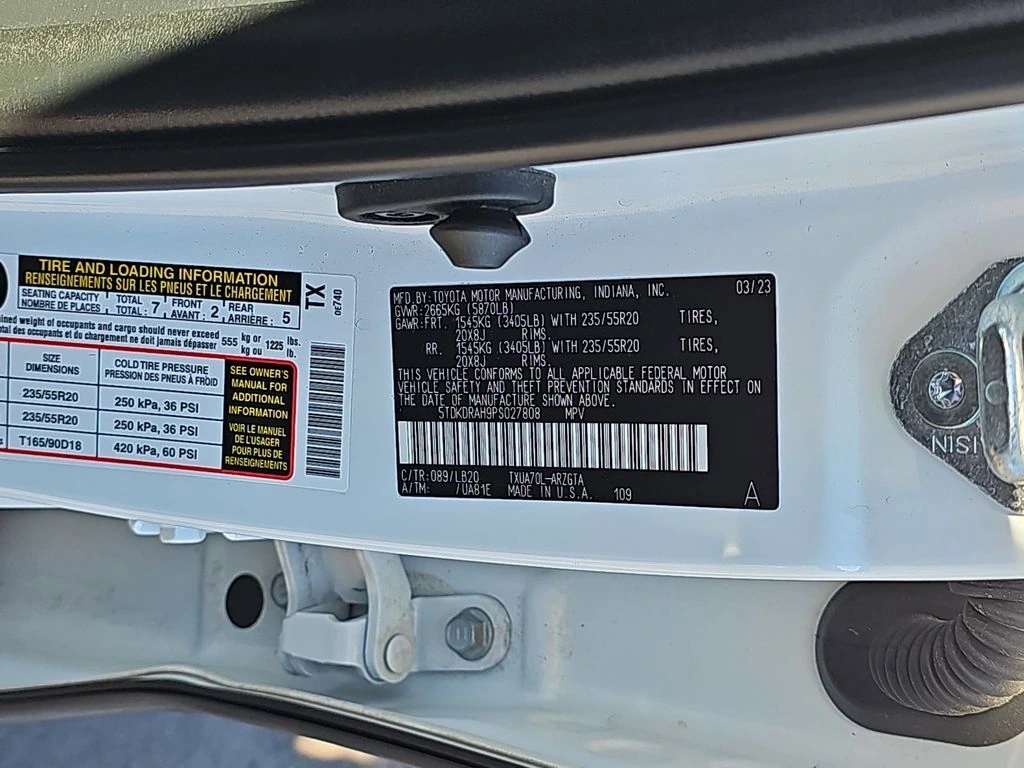 TIRE AND LOADING INFORMATION
RENSEIGNEMENTS SUR LES PNEUS ET LE CHARGEMENT
SEATING CAPACITY TOTAL FRONT REAR
NOMBRE DE PLACES, TOTAL : 7 AVANT : 2 ARRIÈRE : 5
TX
0E740
weight of occupants and cargo should never exceed 555 kg or 1225 lbs.
total des occupants et du chargement ne doit jamais dépasser kg ou lb.
SIZE
DIMENSIONS
COLD TIRE PRESSURE
PRESSION DES PNEUS À FROID
235/55R20 250 kPa, 36 PSI
235/55R20 250 kPa, 36 PSI
T165/90D18 420 kPa, 60 PSI
SEE OWNER'S
MANUAL FOR
ADDITIONAL
INFORMATION
VOIR LE MANUEL
DE L'USAGER
POUR PLUS DE
RENSEIGNEMENTS
MFD. BY: TOYOTA MOTOR MANUFACTURING, INDIANA, INC. 03/23
GVWR: 2665KG (5870LB)
GAWR: FRT. 1545KG (3405LB) WITH 235/55R20 TIRES,
20X8J RIMS.
RR. 1545KG (3405LB) WITH 235/55R20 TIRES,
20X8J RIMS.
THIS VEHICLE CONFORMS TO ALL APPLICABLE FEDERAL MOTOR
VEHICLE SAFETY AND THEFT PREVENTION STANDARDS IN EFFECT ON
THE DATE OF MANUFACTURE SHOWN ABOVE.
5TDKDRAH9PS027808 MPV
C/TR: 089/LB20 TXUA70L-ARZGTA
A/TM: /UA81E MADE IN U.S.A. 109
A
NISI